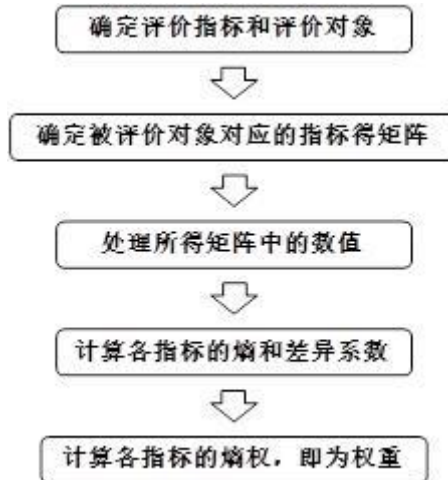 确定评价指标和评价对象
确定被评价对象对应的指标得矩阵
处理所得矩阵中的数值
计算各指标的熵和差异系数
计算各指标的熵权，即为权重